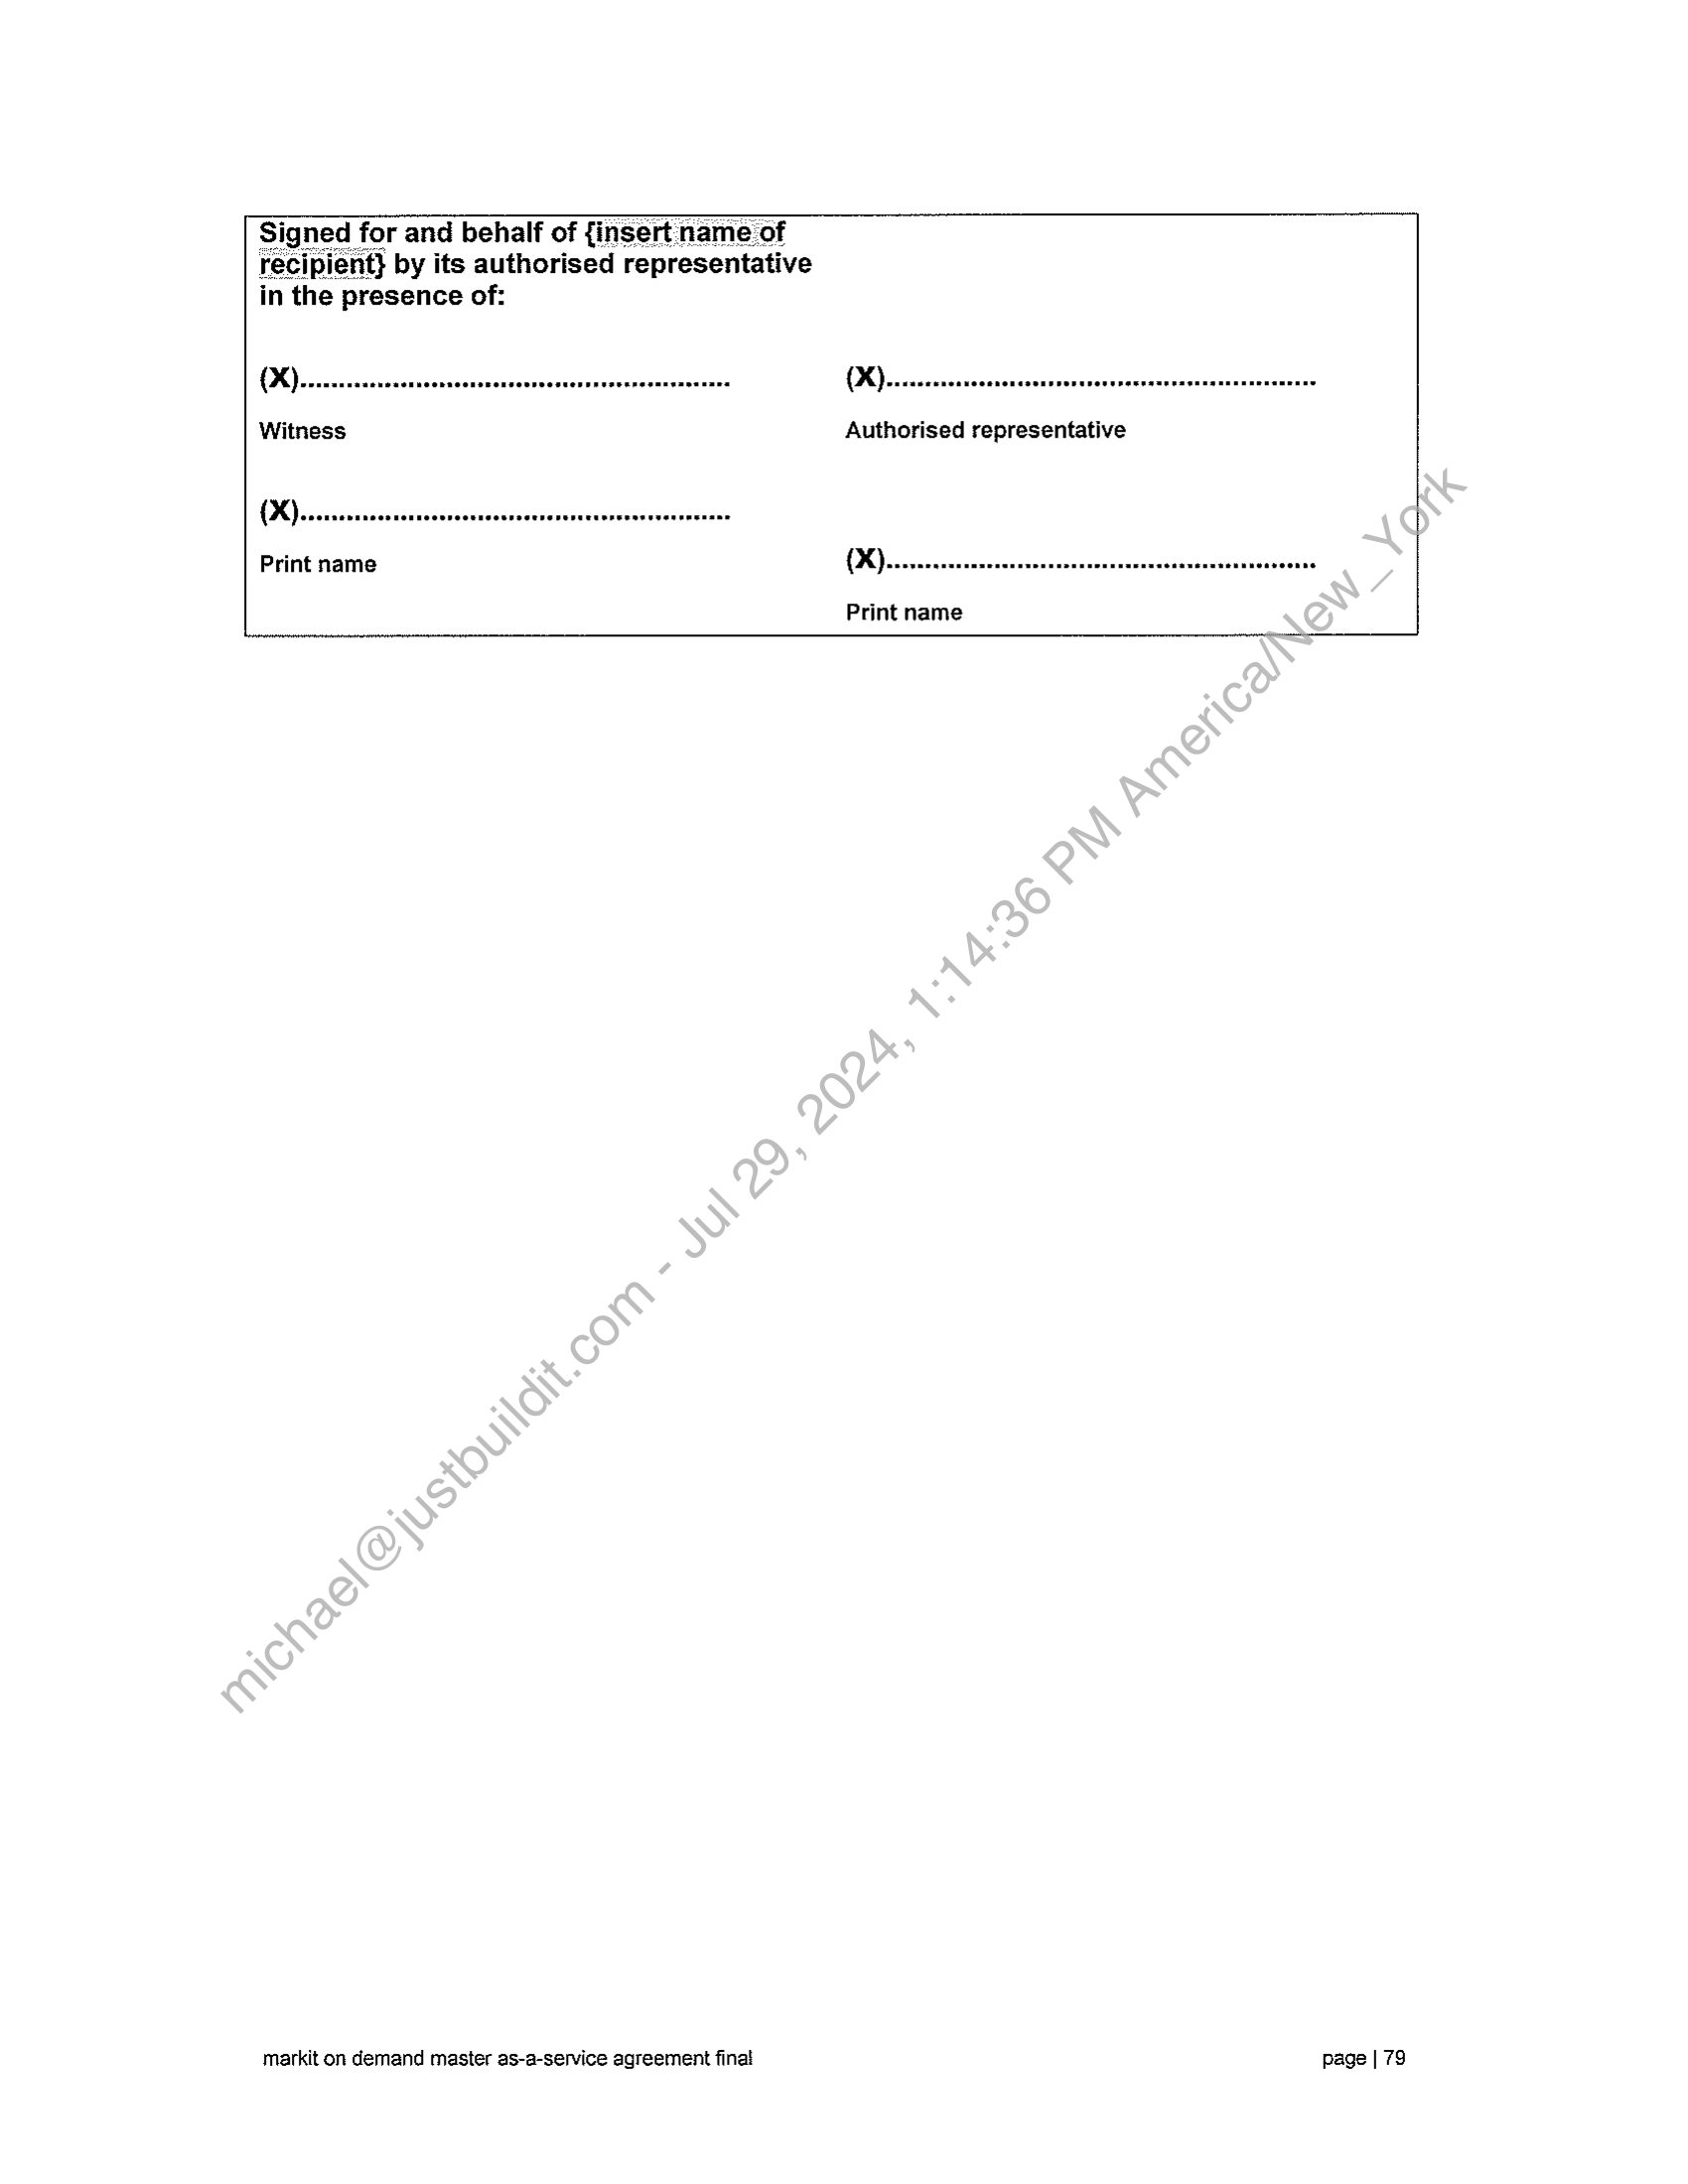 Signed for and behalf of {insert name of
recipient} by its authorised representative
in the presence of:
(X)........................................................
(X)........................................................
Witness
Authorised representative
(X)........................................................
Print name
(X)........................................................
Print name
michael@justbuildit.com - Jul 29, 2024, 1:14:36 PM America/New_York
markit on demand master as-a-service agreement final
page | 79